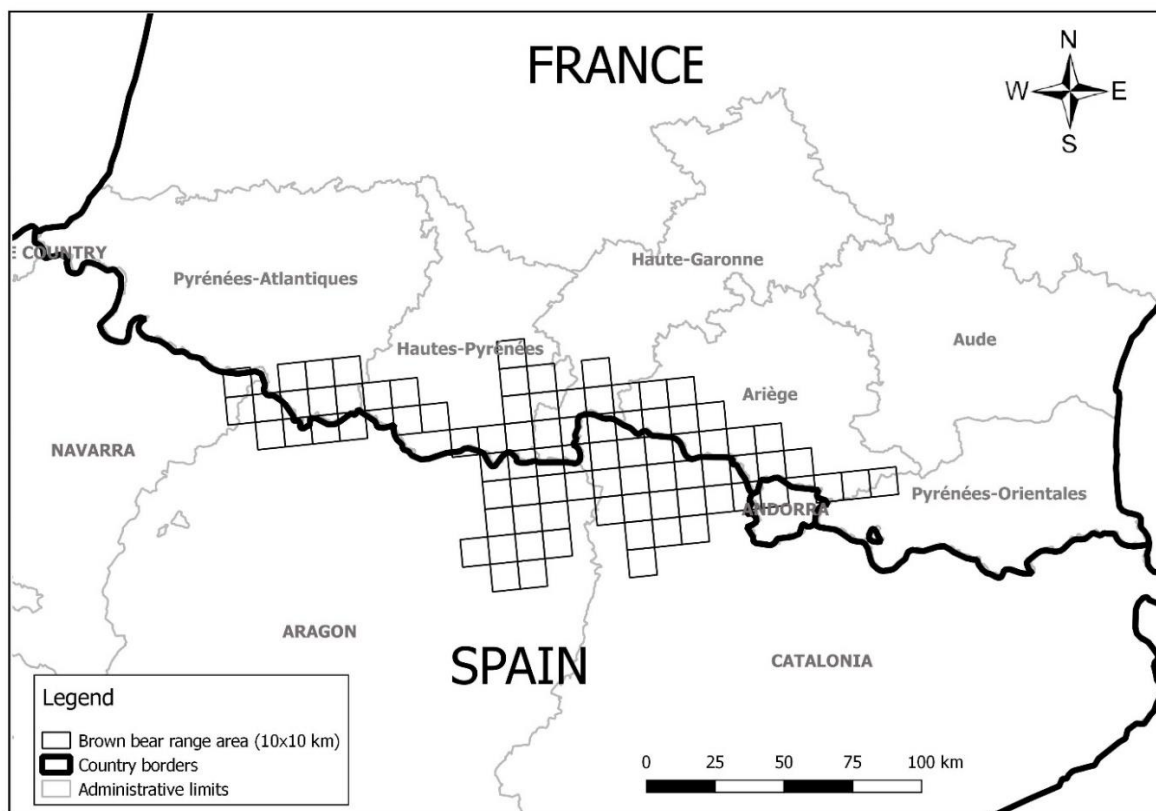 FRANCE
N
W E
S
Haute-Garonne
E COUNTRY
Pyrénées-Atlantiques
Hautes-Pyrénées
Aude
Ariège
NAVARRA
Pyrénées-Orientales
ANDORRA
ARAGON
SPAIN
CATALONIA
Legend
Brown bear range area (10x10 km)
Country borders
Administrative limits
0 25 50 75 100 km